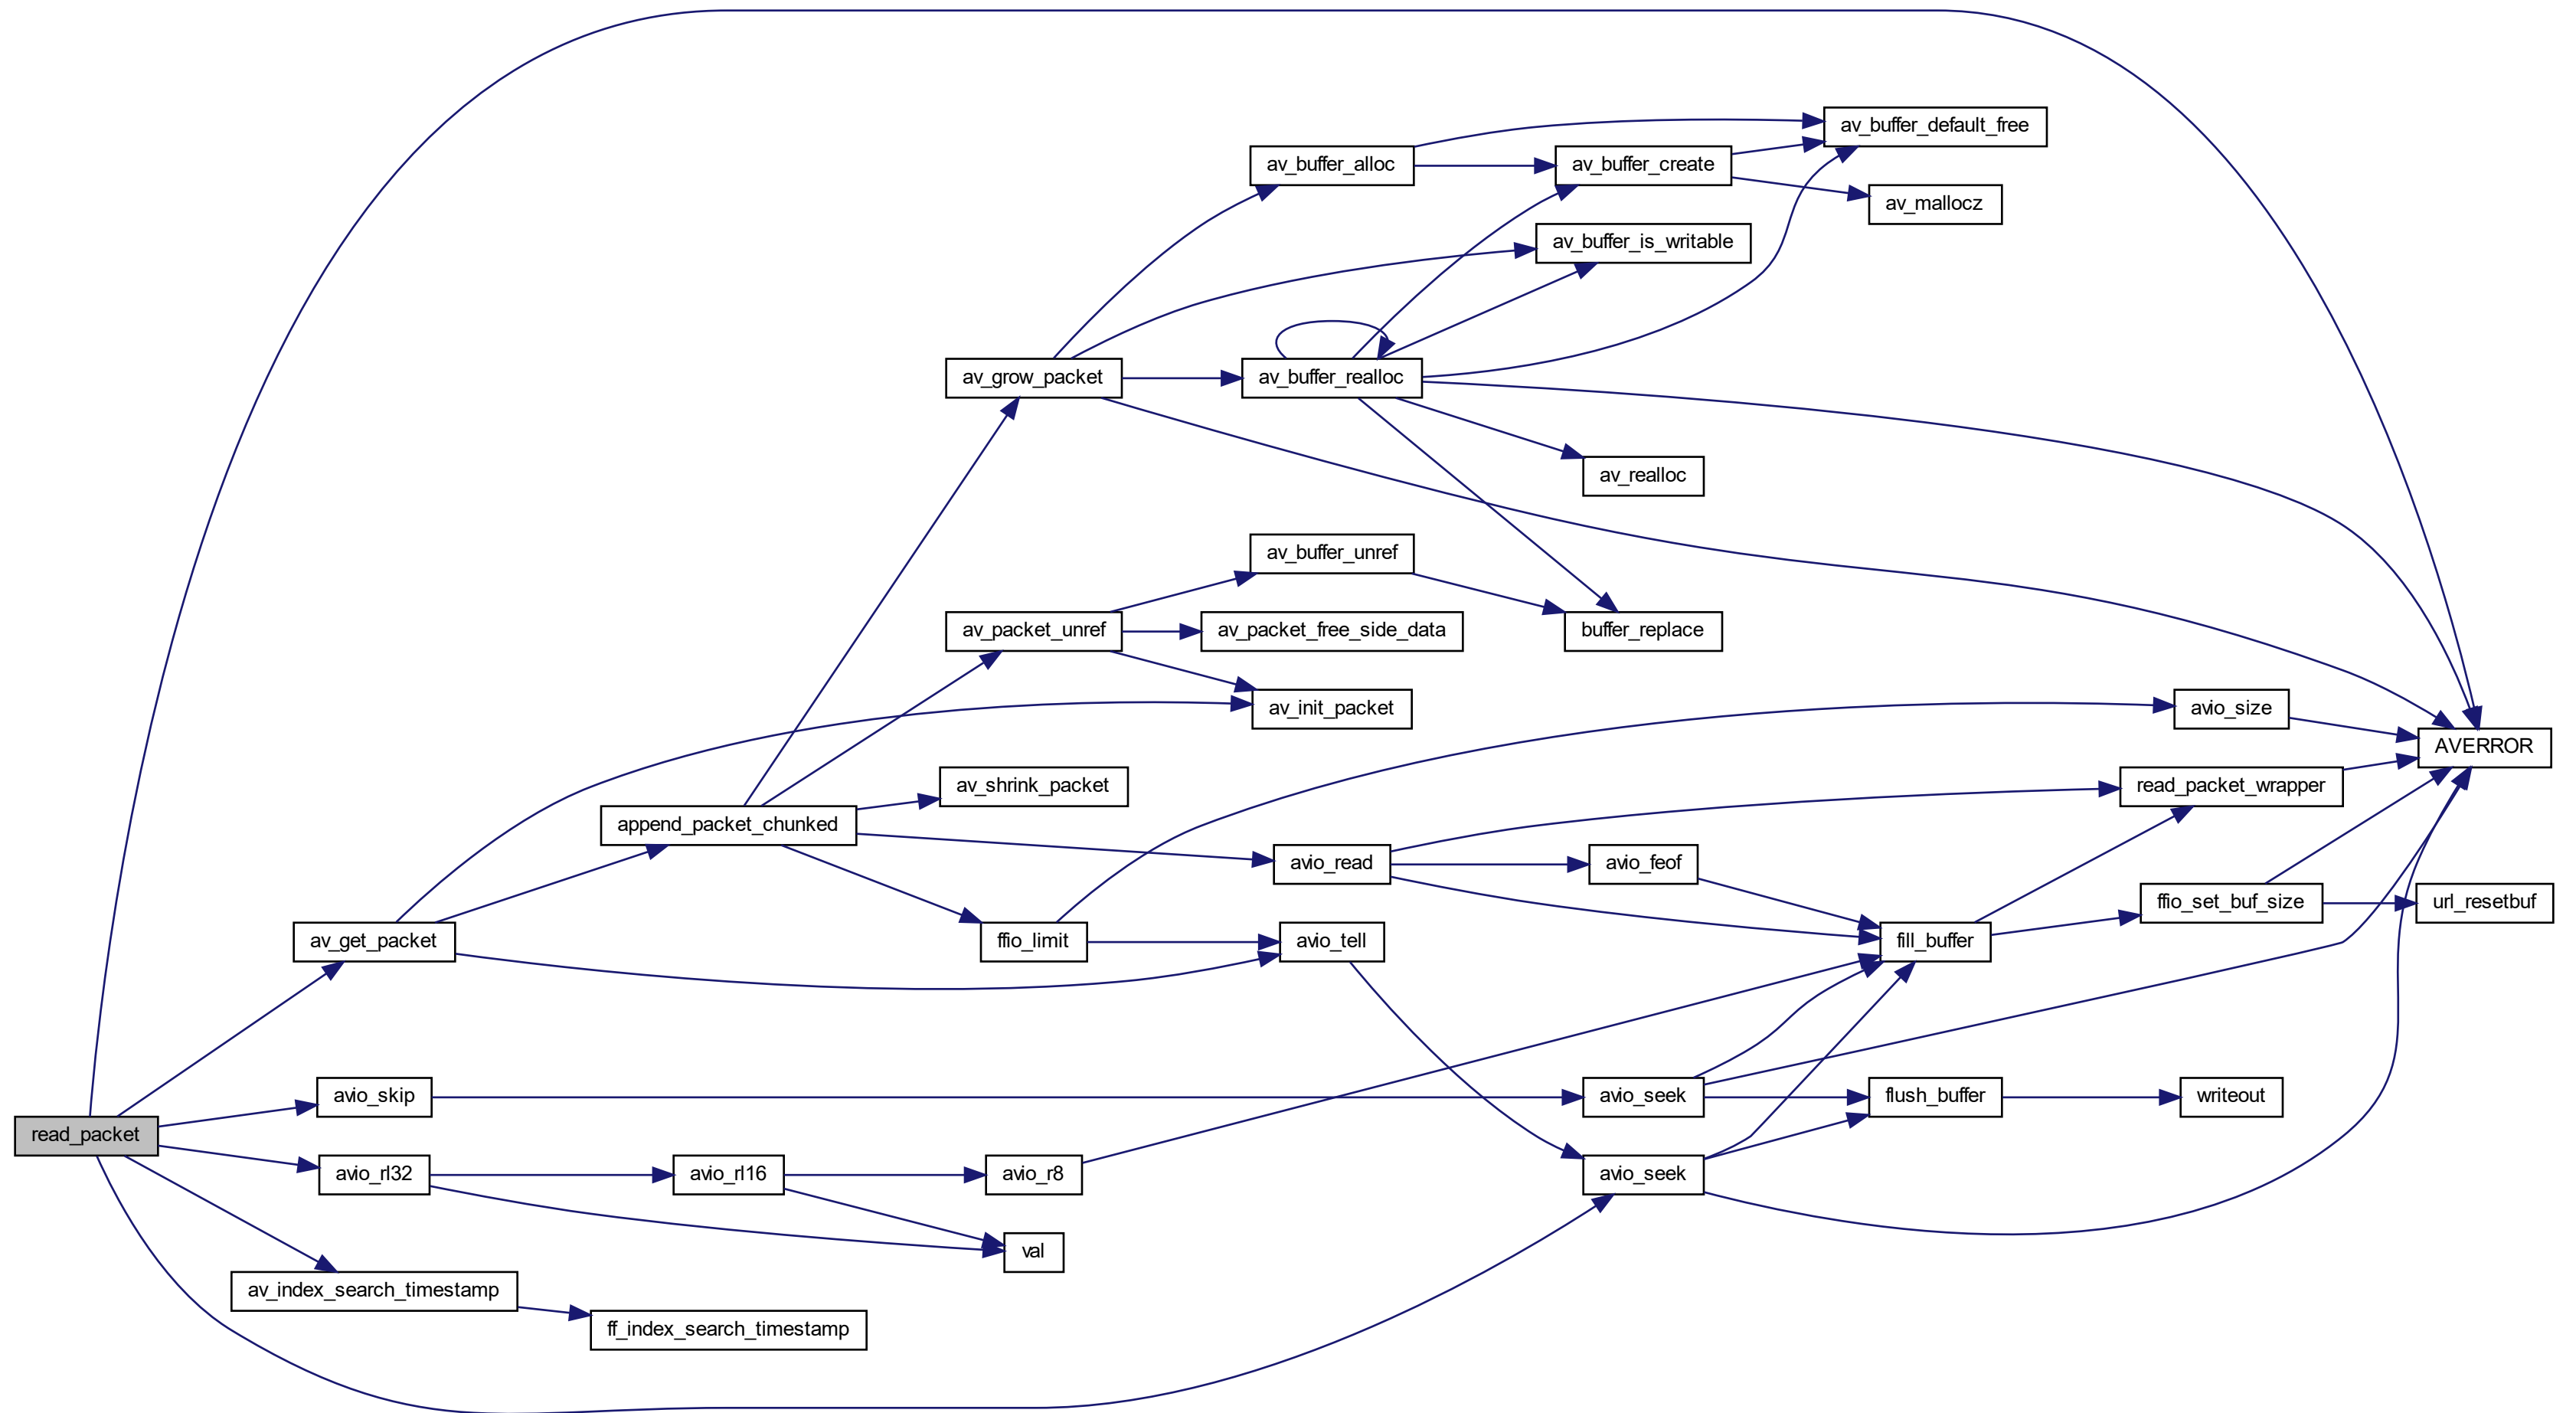 av_buffer_default_free
av_buffer_alloc
av_buffer_create
av_mallocz
av_buffer_is_writable
av_grow_packet
av_buffer_realloc
av_realloc
av_buffer_unref
av_packet_unref
av_packet_free_side_data
buffer_replace
av_init_packet
avio_size
AVERROR
av_shrink_packet
read_packet_wrapper
append_packet_chunked
avio_read
avio_feof
ffio_set_buf_size
url_resetbuf
av_get_packet
ffio_limit
avio_tell
fill_buffer
avio_skip
avio_seek
flush_buffer
writeout
read_packet
avio_rl32
avio_rl16
avio_r8
avio_seek
val
av_index_search_timestamp
ff_index_search_timestamp